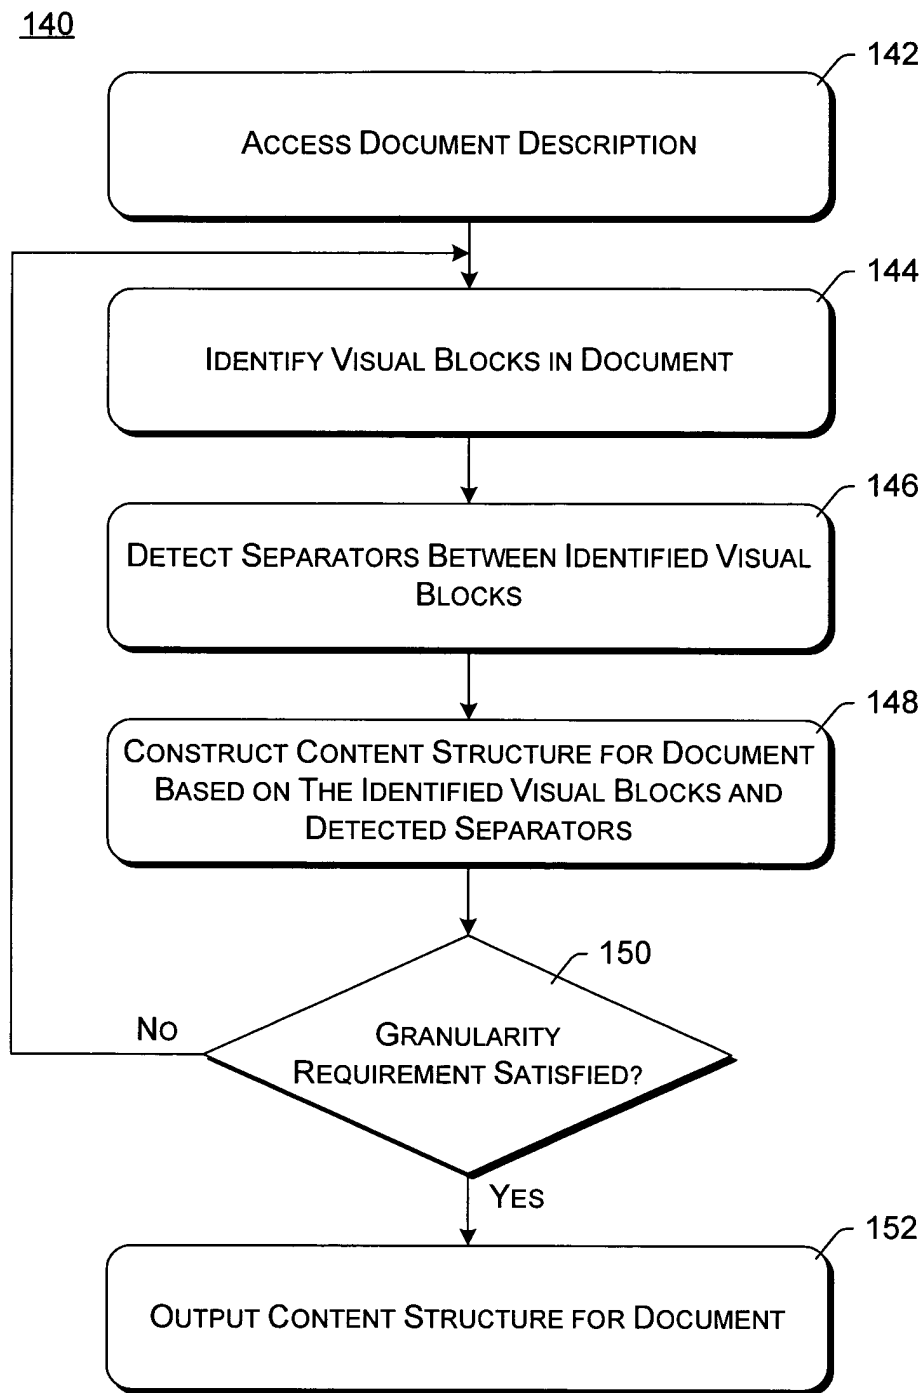 140
142
ACCESS DOCUMENT DESCRIPTION
144
IDENTIFY VISUAL BLOCKS IN DOCUMENT
146
DETECT SEPARATORS BETWEEN IDENTIFIED VISUAL
BLOCKS
148
CONSTRUCT CONTENT STRUCTURE FOR DOCUMENT
BASED ON THE IDENTIFIED VISUAL BLOCKS AND
DETECTED SEPARATORS
150
NO
GRANULARITY
REQUIREMENT SATISFIED?
YES
152
OUTPUT CONTENT STRUCTURE FOR DOCUMENT